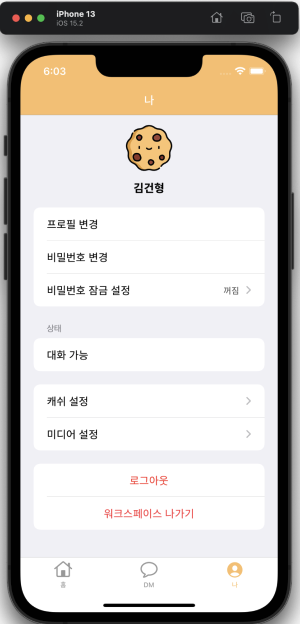 iPhone 13
iOS 15.2
6:03
나
김건형
프로필 변경
비밀번호 변경
비밀번호 잠금 설정
꺼짐
상태
대화 가능
캐쉬 설정
미디어 설정
로그아웃
워크스페이스 나가기
홈
DM
나